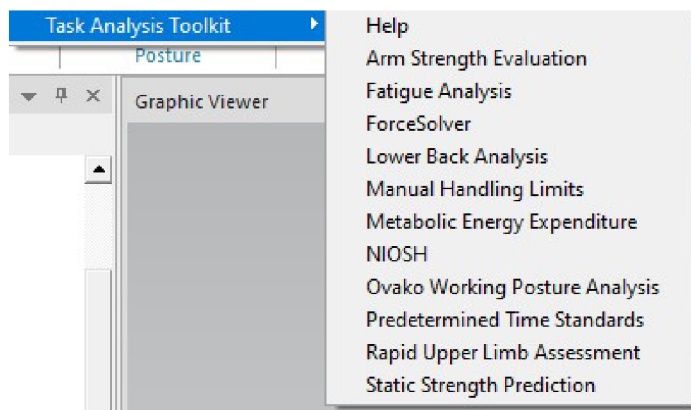 Task Analysis Toolkit
Posture
Graphic Viewer
Help
Arm Strength Evaluation
Fatigue Analysis
ForceSolver
Lower Back Analysis
Manual Handling Limits
Metabolic Energy Expenditure
NIOSH
Ovako Working Posture Analysis
Predetermined Time Standards
Rapid Upper Limb Assessment
Static Strength Prediction